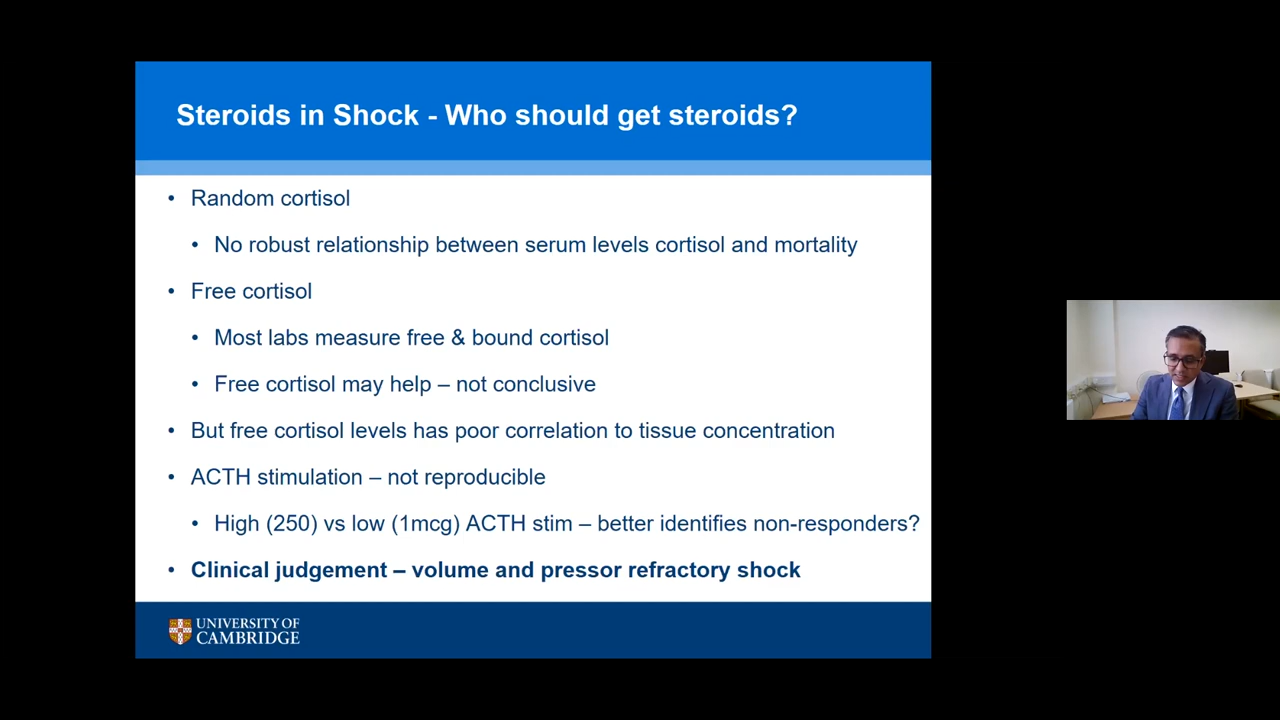 Steroids in Shock - Who should get steroids?
• Random cortisol
• No robust relationship between serum levels cortisol and mortality
• Free cortisol
• Most labs measure free & bound cortisol
• Free cortisol may help – not conclusive
• But free cortisol levels has poor correlation to tissue concentration
• ACTH stimulation – not reproducible
• High (250) vs low (1mcg) ACTH stim – better identifies non-responders?
• Clinical judgement – volume and pressor refractory shock
UNIVERSITY OF
CAMBRIDGE